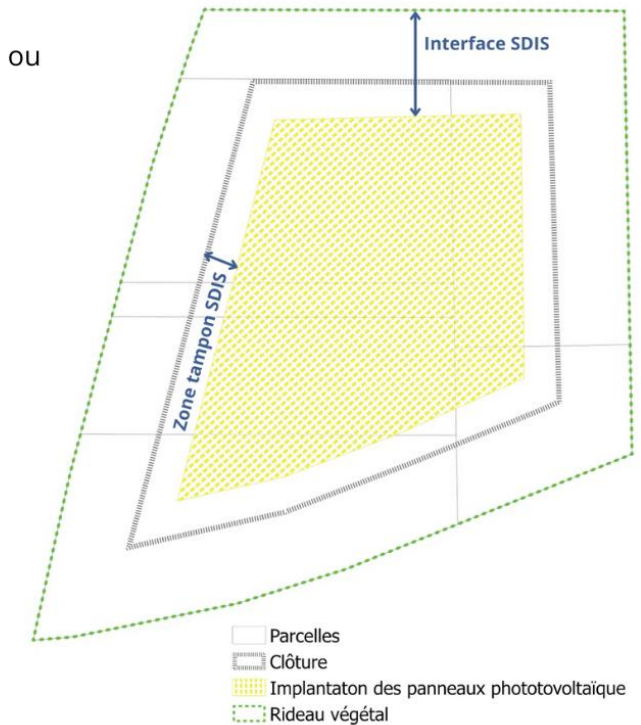 ou
Interface SDIS
Zone tampon SDIS
Parcelles
Clôture
Implantaton des panneaux phototovoltaïque
Rideau végétal